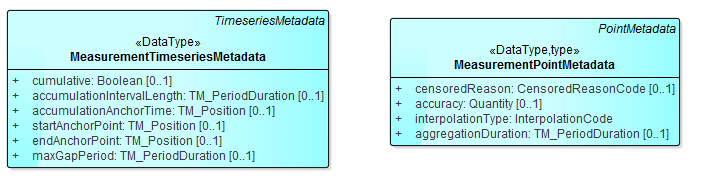 TimeseriesMetadata
«DataType»
MeasurementTimeseriesMetadata
+ cumulative: Boolean [0..1]
+ accumulationIntervalLength: TM_PeriodDuration [0..1]
+ accumulationAnchorTime: TM_Position [0..1]
+ startAnchorPoint: TM_Position [0..1]
+ endAnchorPoint: TM_Position [0..1]
+ maxGapPeriod: TM_PeriodDuration [0..1]
PointMetadata
«DataType,type»
MeasurementPointMetadata
+ censoredReason: CensoredReasonCode [0..1]
+ accuracy: Quantity [0..1]
+ interpolationType: InterpolationCode
+ aggregationDuration: TM_PeriodDuration [0..1]